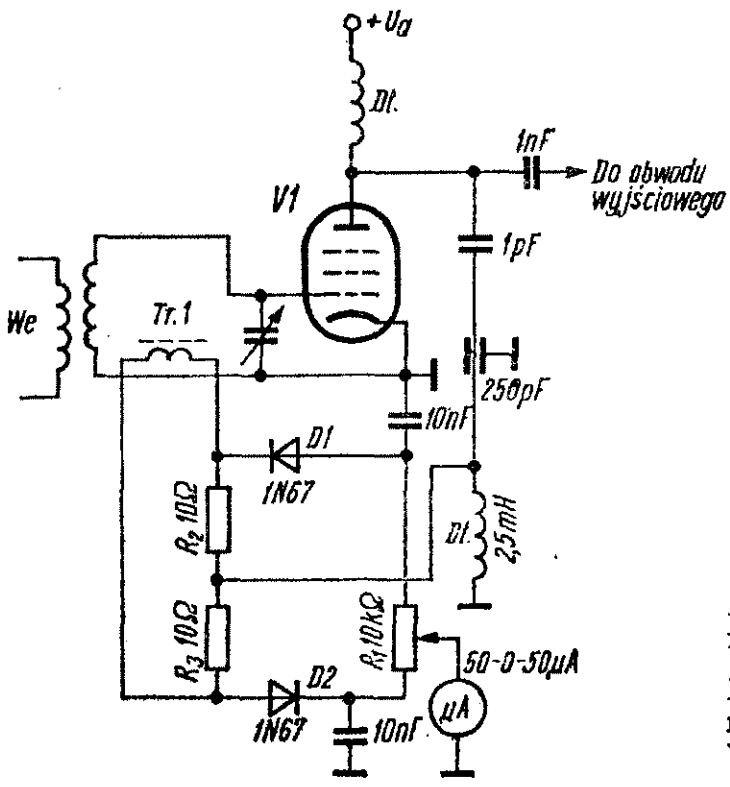 +Ua
Dł.
1nF
Do obwodu
wyjściowego
V1
1pF
We
Tr.1
250pF
10nF
D1
1N67
R2 10Ω
Dł.
2,5mH
R3 10Ω
R1 10kΩ
50-0-50μA
D2
1N67
10nF
μA